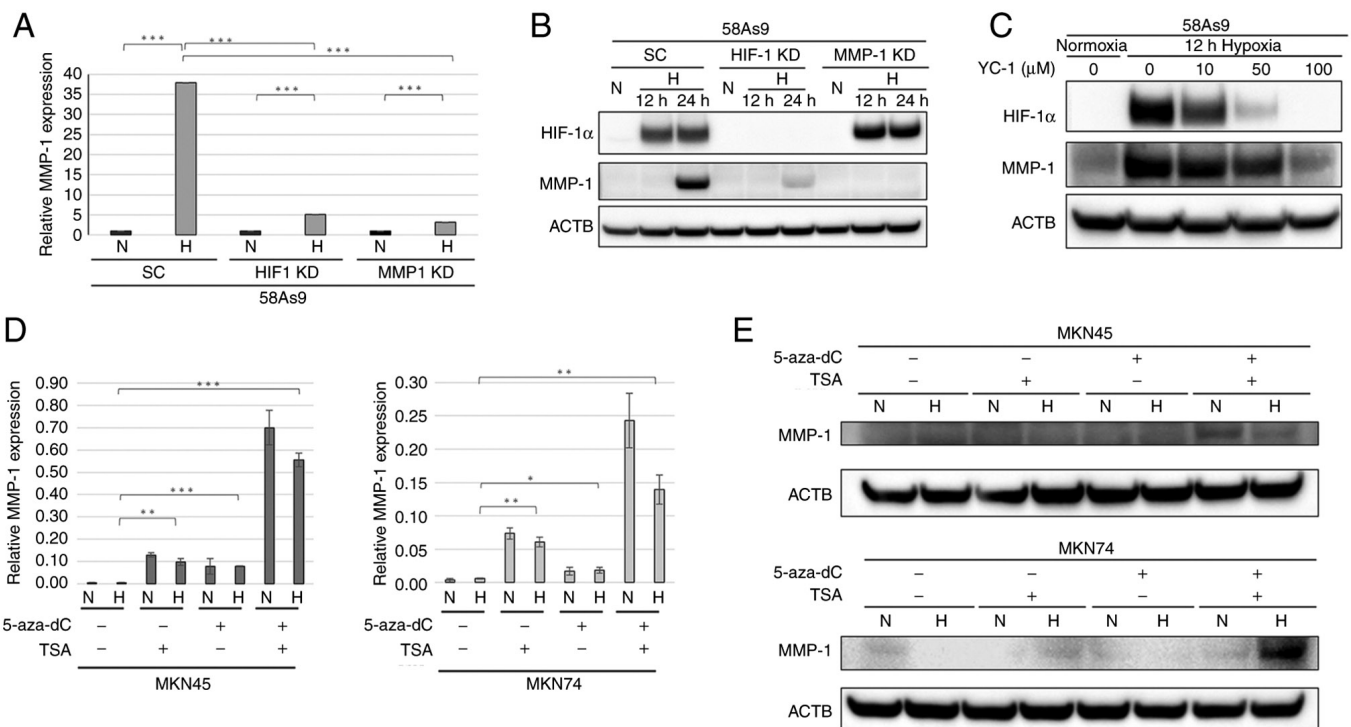 A
*** *** ***
*** ***
Relative MMP-1 expression
40
35
30
25
20
15
10
5
0
N H N H N H
SC HIF1 KD MMP1 KD
58As9
B
58As9
SC HIF-1 KD MMP-1 KD
N H N H N H
12 h 24 h 12 h 24 h 12 h 24 h
HIF-1α
MMP-1
ACTB
C
58As9
Normoxia 12 h Hypoxia
YC-1 (μM) 0 0 10 50 100
HIF-1α
MMP-1
ACTB
D
Relative MMP-1 expression
0.90
0.80
0.70
0.60
0.50
0.40
0.30
0.20
0.10
0.00
***
***
**
N H N H N H N H
5-aza-dC – – + +
TSA – + – +
MKN45
Relative MMP-1 expression
0.30
0.25
0.20
0.15
0.10
0.05
0.00
**
*
**
N H N H N H N H
5-aza-dC – – + +
TSA – + – +
MKN74
E
MKN45
5-aza-dC – – + +
TSA – + – +
N H N H N H N H
MMP-1
ACTB
MKN74
5-aza-dC – – + +
TSA – + – +
N H N H N H N H
MMP-1
ACTB